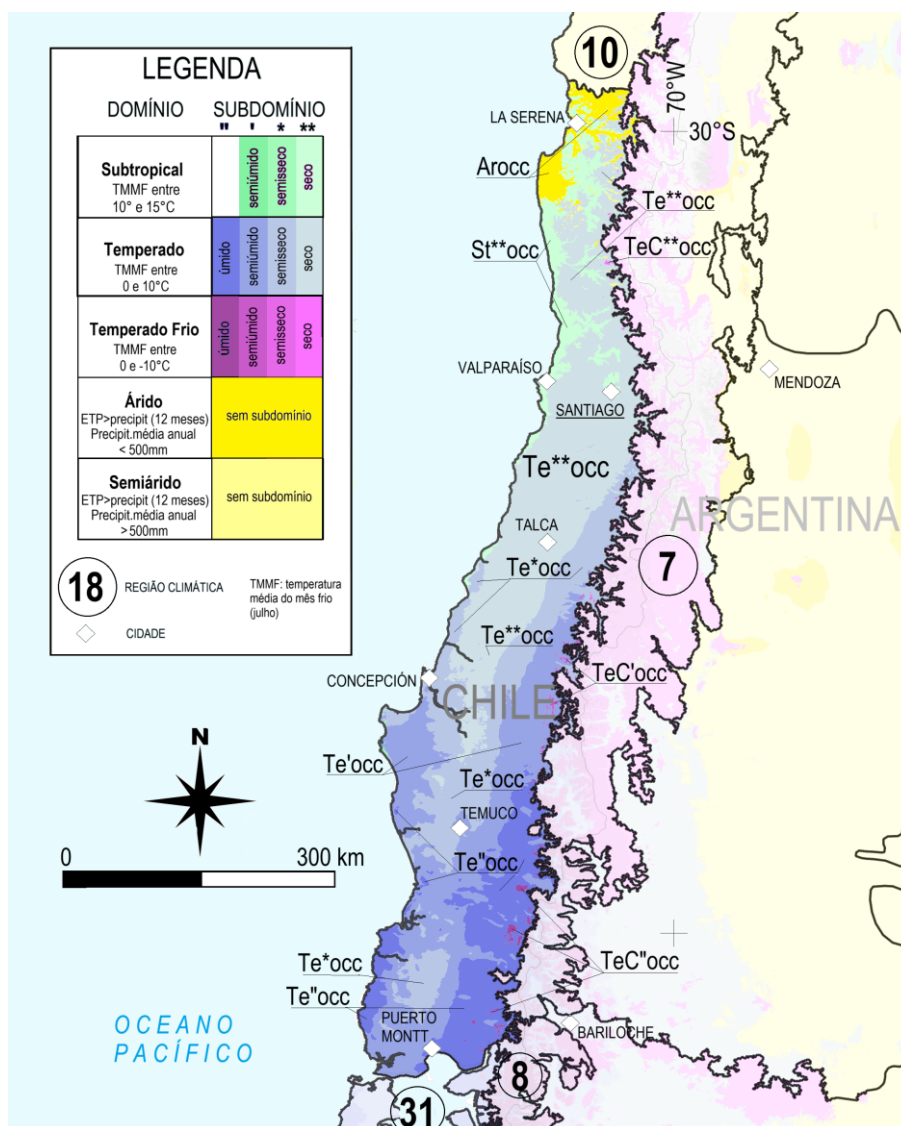 LEGENDA
DOMÍNIO SUBDOMÍNIO
" ' * **
Subtropical
TMMF entre
10° e 15°C
semiúmido
semisseco
seco
Temperado
TMMF entre
0 e 10°C
úmido
semiúmido
semisseco
seco
Temperado Frio
TMMF entre
0 e -10°C
úmido
semiúmido
semisseco
seco
Árido
ETP>precipit (12 meses)
Precipit.média anual
< 500mm
sem subdomínio
Semiárido
ETP>precipit (12 meses)
Precipit.média anual
>500mm
sem subdomínio
18 REGIÃO CLIMÁTICA
TMMF: temperatura
média do mês frio
(julho)
CIDADE
N
0 300 km
OCEANO
PACÍFICO
10
70°W
30°S
LA SERENA
Arocc
Te**occ
St**occ
TeC**occ
VALPARAÍSO
MENDOZA
SANTIAGO
Te**occ
ARGENTINA
TALCA
7
Te*occ
Te**occ
TeC'occ
CONCEPCIÓN
CHILE
Te'occ
Te*occ
TEMUCO
Te"occ
Te*occ
TeC"occ
Te"occ
PUERTO
MONTT
BARILOCHE
8
31